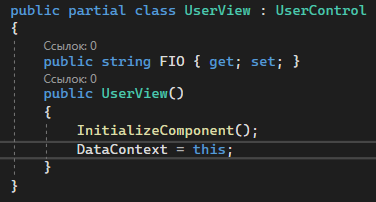 public partial class UserView : UserControl
{
Ссылок: 0
public string FIO { get; set; }
Ссылок: 0
public UserView()
{
InitializeComponent();
DataContext = this;
}
}